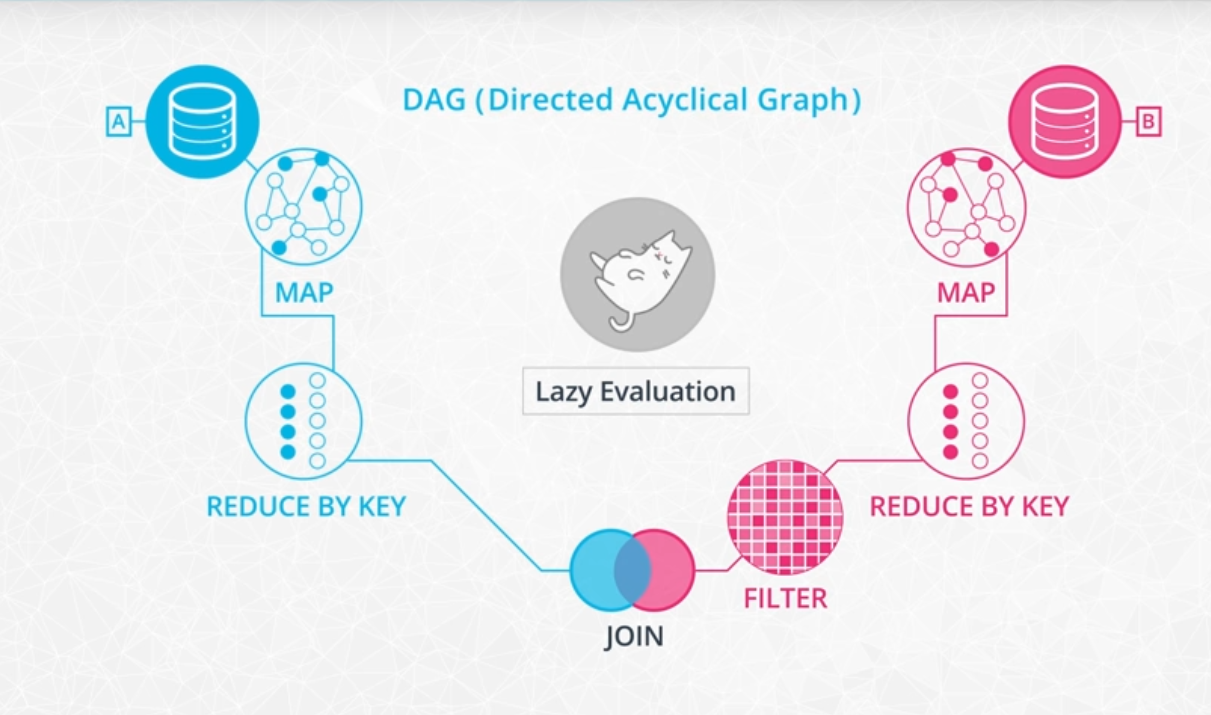 DAG (Directed Acyclical Graph)
A
B
MAP
MAP
Lazy Evaluation
REDUCE BY KEY
REDUCE BY KEY
FILTER
JOIN